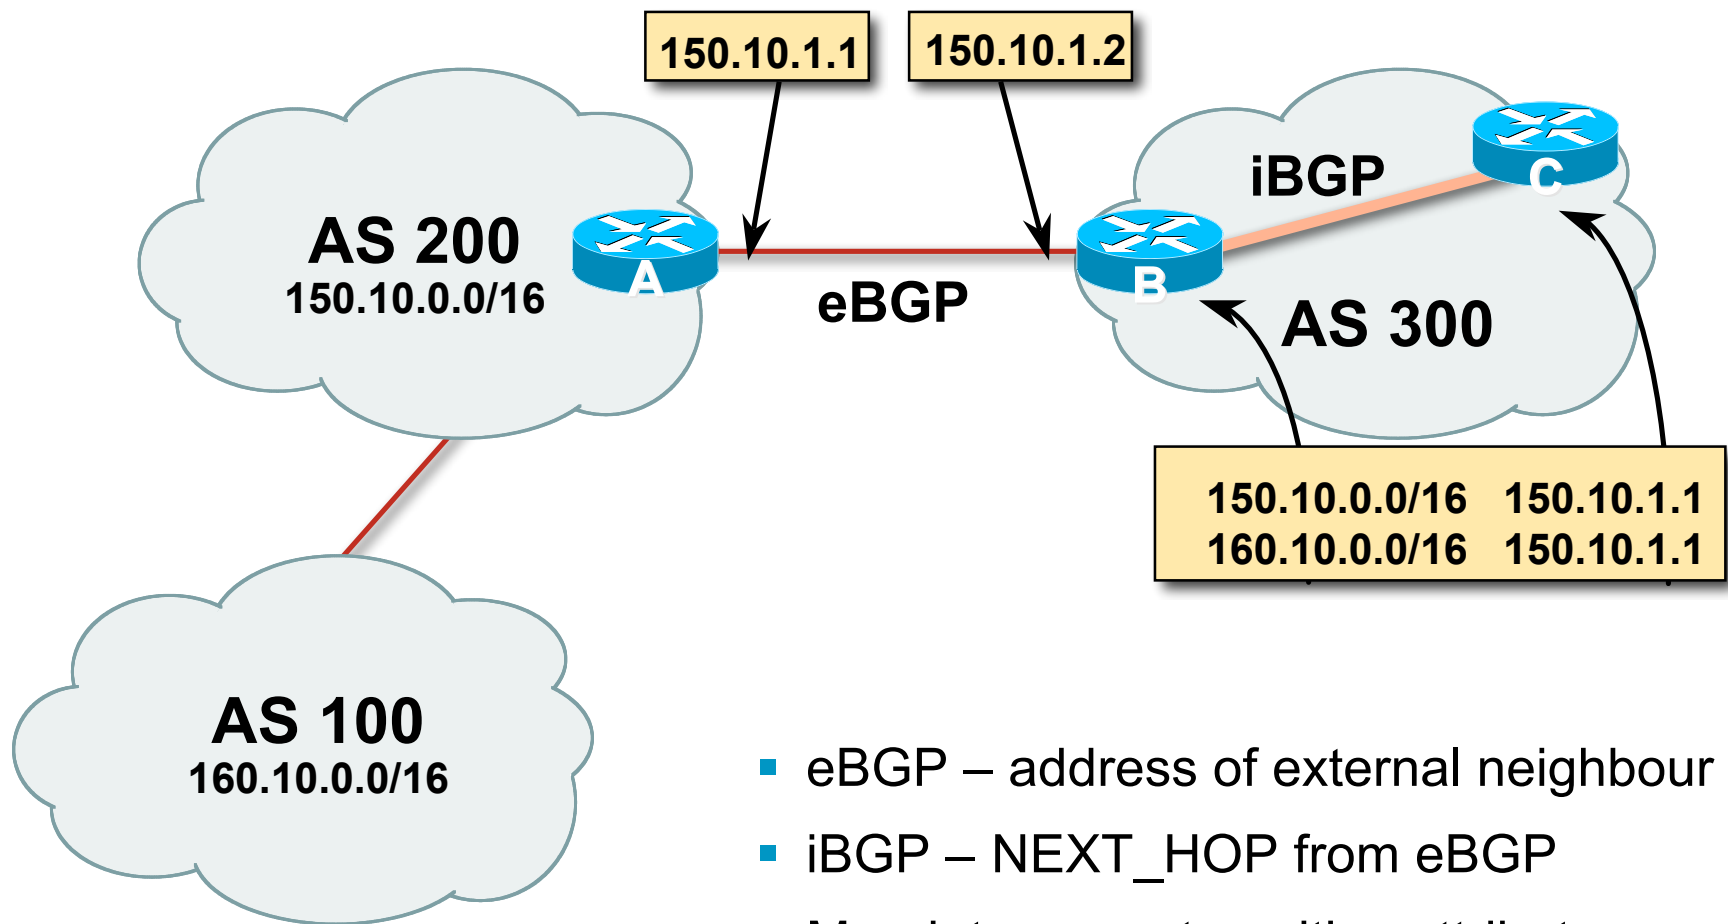 150.10.1.1
150.10.1.2
AS 200
150.10.0.0/16
A
eBGP
B
iBGP
C
AS 300
150.10.0.0/16 150.10.1.1
160.10.0.0/16 150.10.1.1
AS 100
160.10.0.0/16
eBGP – address of external neighbour
iBGP – NEXT_HOP from eBGP